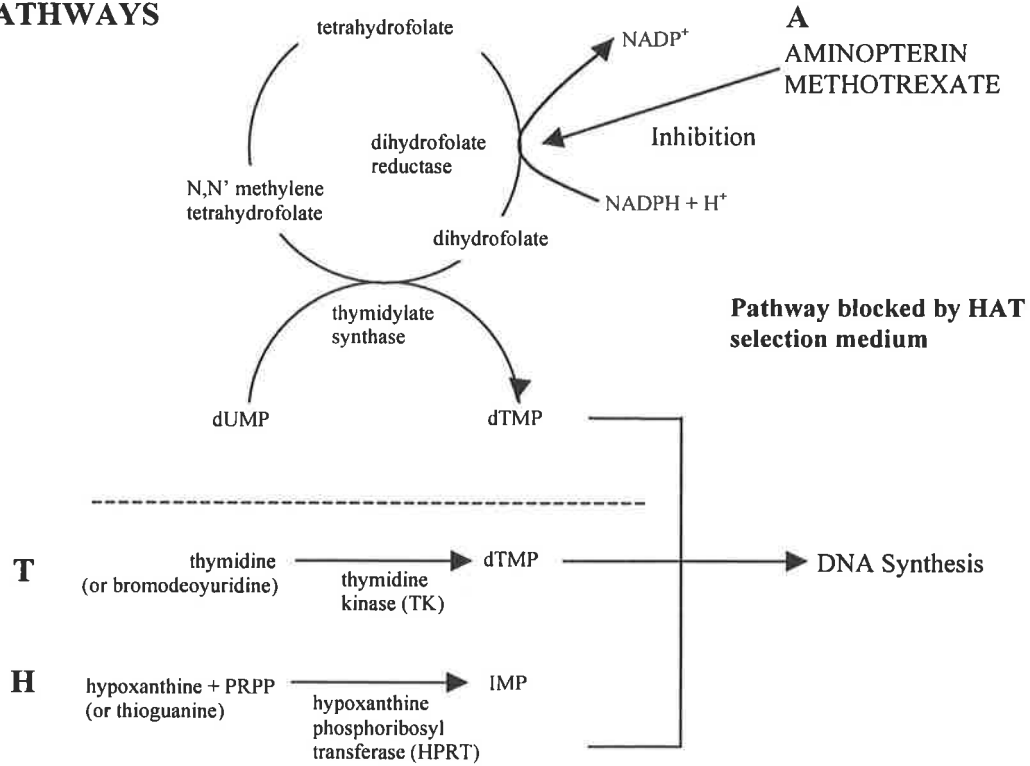 ATHWAYS
tetrahydrofolate
NADP⁺
A
AMINOPTERIN
METHOTREXATE
Inhibition
dihydrofolate
reductase
N,N' methylene
tetrahydrofolate
NADPH + H⁺
dihydrofolate
thymidylate
synthase
Pathway blocked by HAT
selection medium
dUMP
dTMP
T
thymidine
(or bromodeoyuridine)
thymidine
kinase (TK)
dTMP
DNA Synthesis
H
hypoxanthine + PRPP
(or thioguanine)
hypoxanthine
phosphoribosyl
transferase (HPRT)
IMP